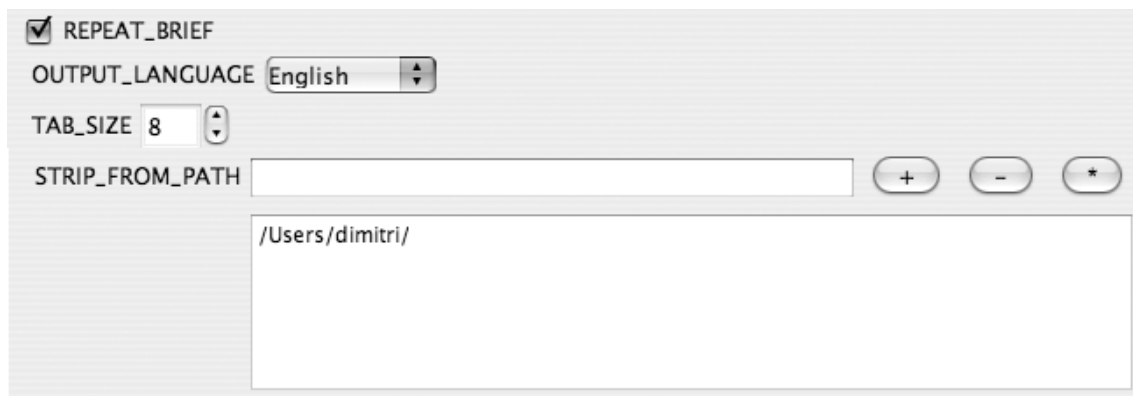 REPEAT_BRIEF
OUTPUT_LANGUAGE English
TAB_SIZE 8
STRIP_FROM_PATH + - *
/Users/dimitri/